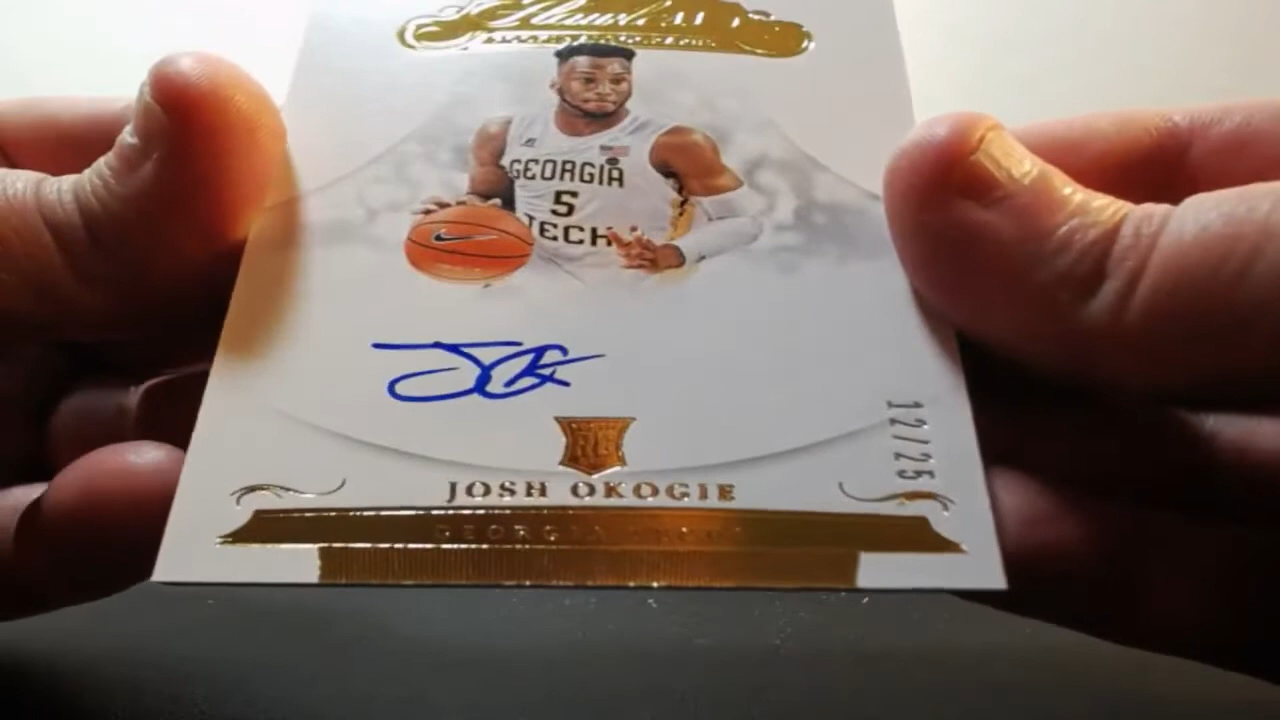 Flawless
GEORGIA
5
TECH
RC
12/25
JOSH OKOGIE
GEORGIA TECH